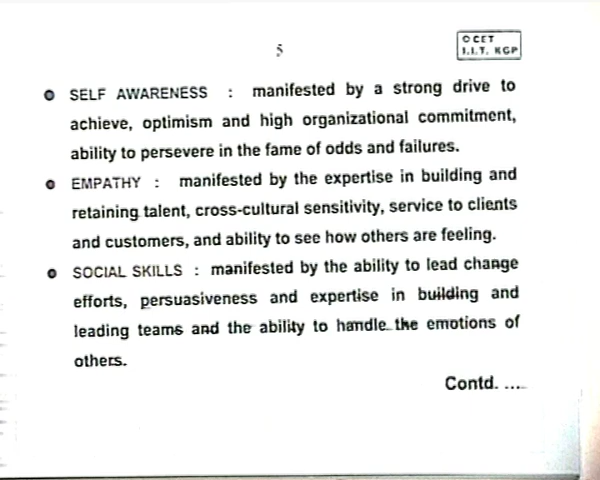 5
© CET
I.I.T. KGP
SELF AWARENESS : manifested by a strong drive to
achieve, optimism and high organizational commitment,
ability to persevere in the fame of odds and failures.
EMPATHY : manifested by the expertise in building and
retaining talent, cross-cultural sensitivity, service to clients
and customers, and ability to see how others are feeling.
SOCIAL SKILLS : manifested by the ability to lead change
efforts, persuasiveness and expertise in building and
leading teams and the ability to handle the emotions of
others.
Contd. ....